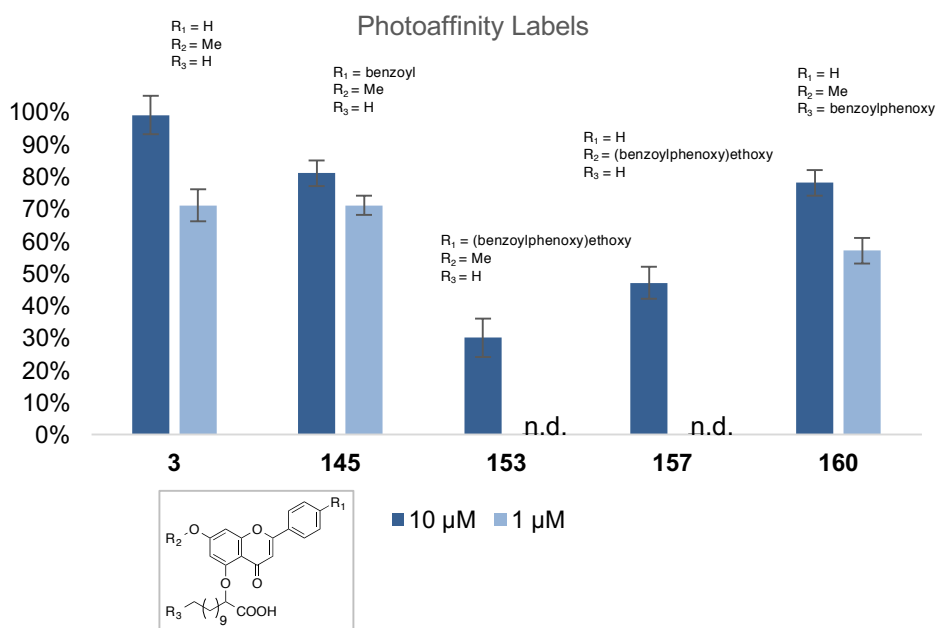 Photoaffinity Labels
R₁ = H
R₂ = Me
R₃ = H
R₁ = benzoyl
R₂ = Me
R₃ = H
R₁ = (benzoylphenoxy)ethoxy
R₂ = Me
R₃ = H
R₁ = H
R₂ = (benzoylphenoxy)ethoxy
R₃ = H
R₁ = H
R₂ = Me
R₃ = benzoylphenoxy
100%
90%
80%
70%
60%
50%
40%
30%
20%
10%
0%
n.d.
n.d.
3 145 153 157 160
10 µM 1 µM
R₁
O O
R₂
O
O
R₃ ( )₉ COOH